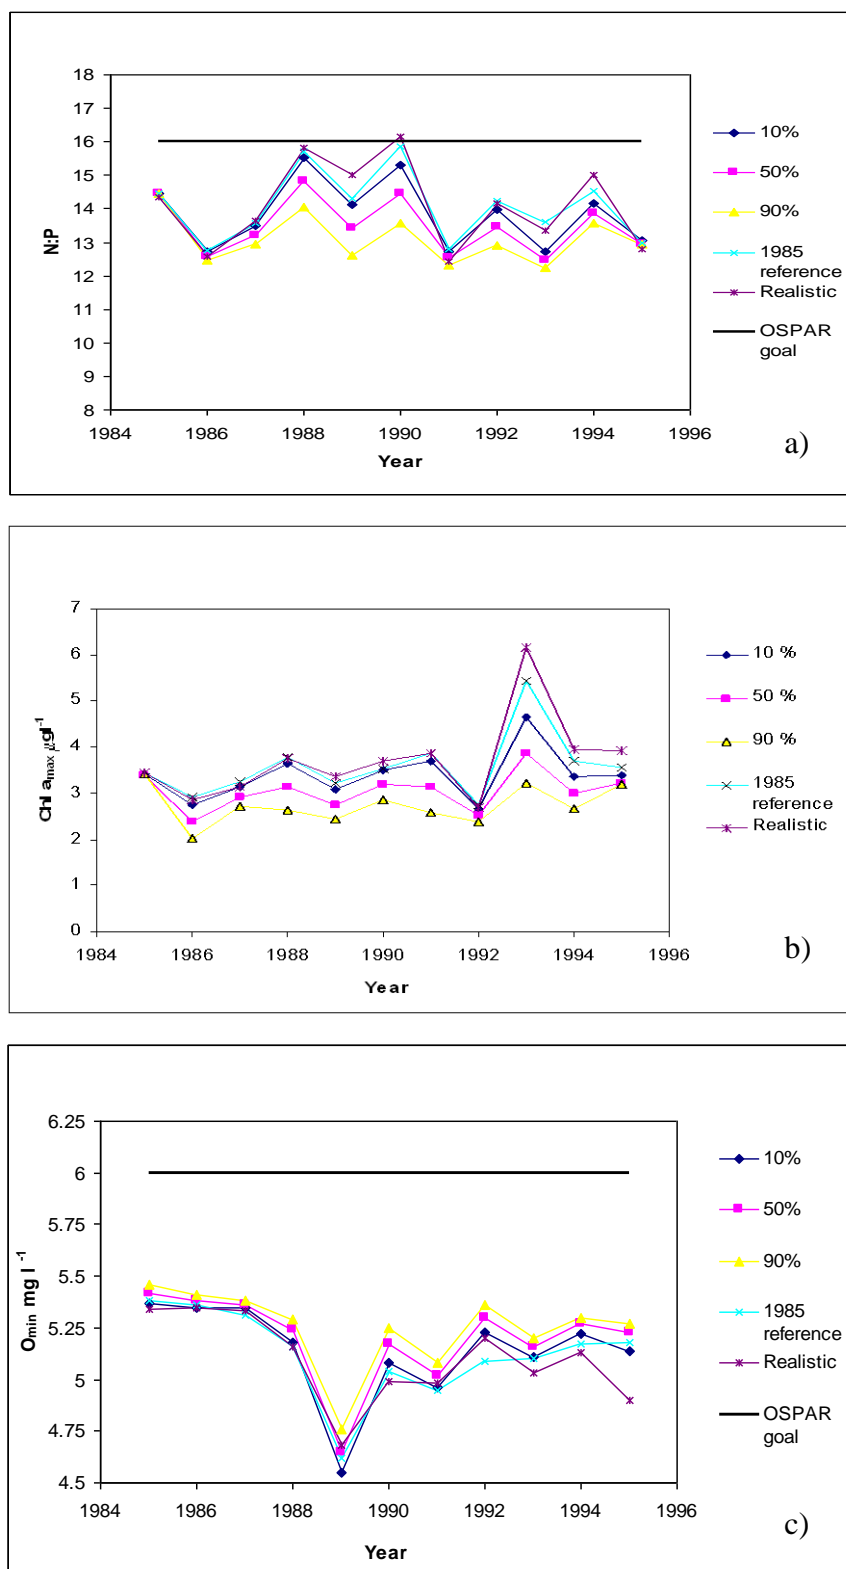 18
17
16
15
14
13
12
11
10
9
8
N:P
1984 1986 1988 1990 1992 1994 1996
Year
10%
50%
90%
1985
reference
Realistic
OSPAR
goal
a)
7
6
5
4
3
2
1
0
Chl a max µgl-1
1984 1986 1988 1990 1992 1994 1996
Year
10 %
50 %
90 %
1985
reference
Realistic
b)
6.25
6
5.75
5.5
5.25
5
4.75
4.5
Omin mg l -1
1984 1986 1988 1990 1992 1994 1996
Year
10%
50%
90%
1985
reference
Realistic
OSPAR
goal
c)